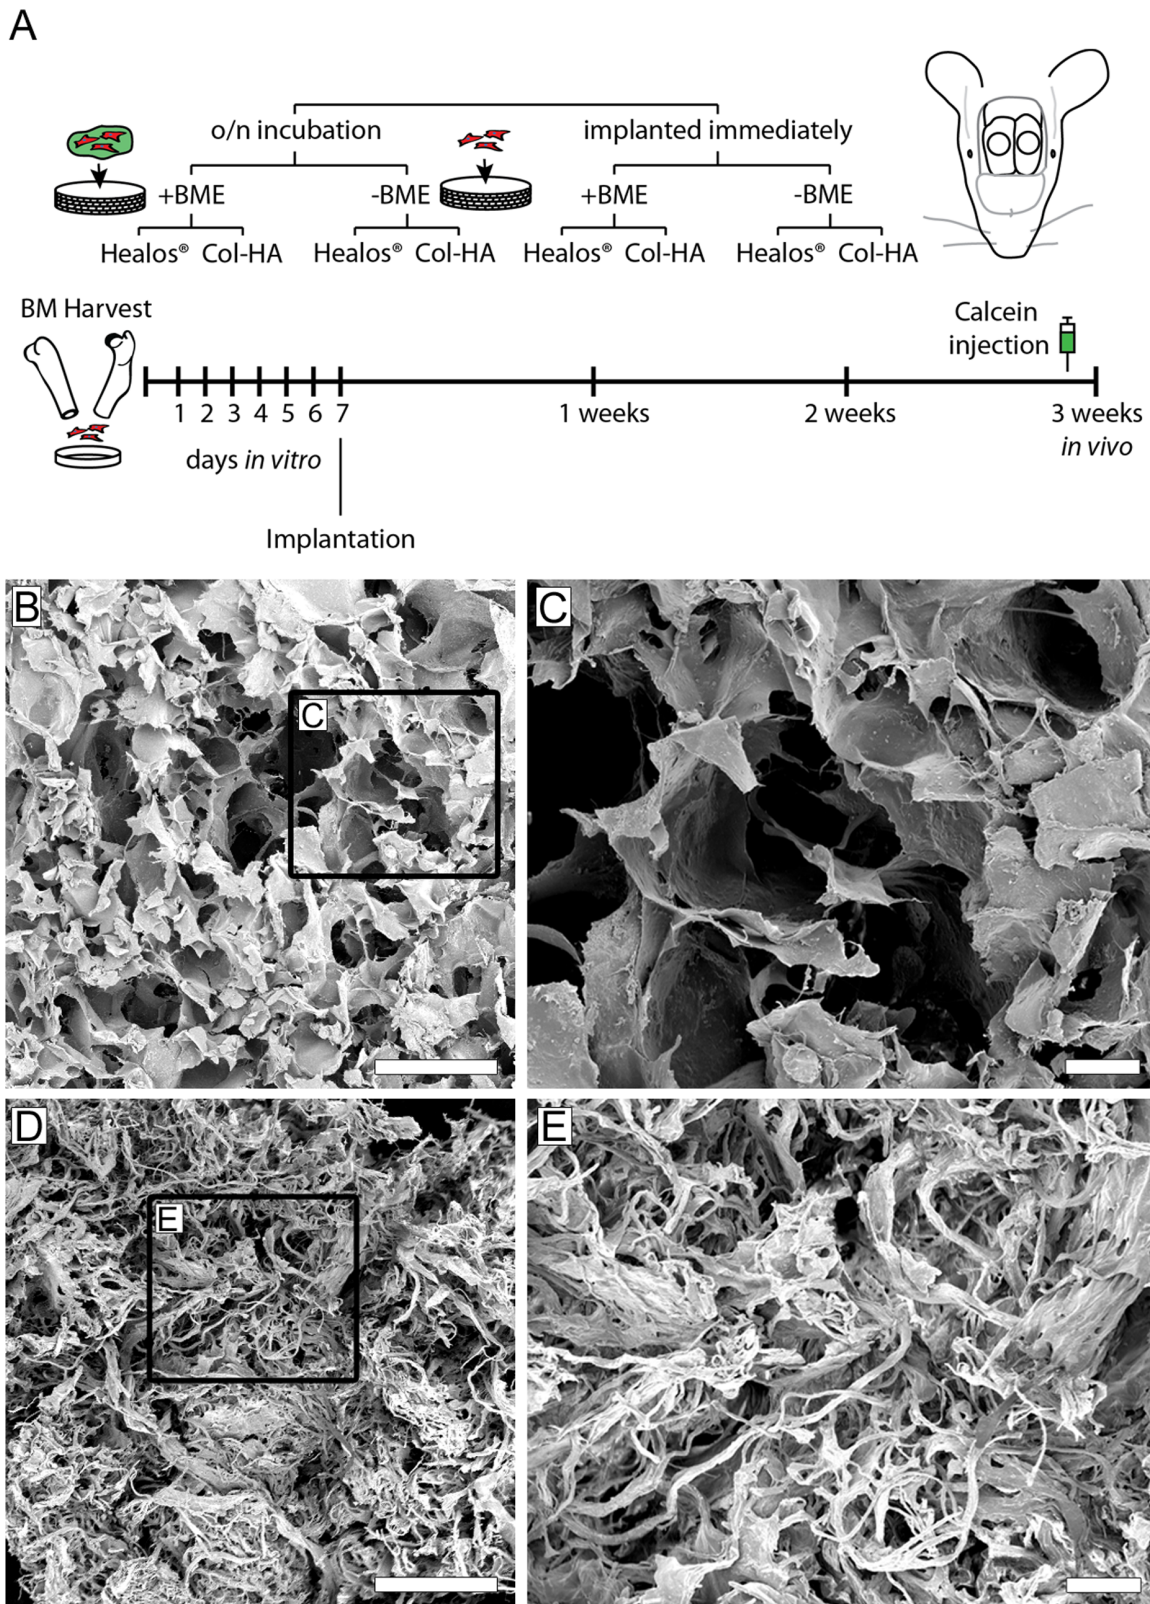 A
o/n incubation
implanted immediately
+BME
-BME
+BME
-BME
Healos® Col-HA
Healos® Col-HA
Healos® Col-HA
Healos® Col-HA
BM Harvest
Calcein
injection
1 2 3 4 5 6 7
1 weeks
2 weeks
3 weeks
days in vitro
in vivo
Implantation
B
C
C
D
E
E